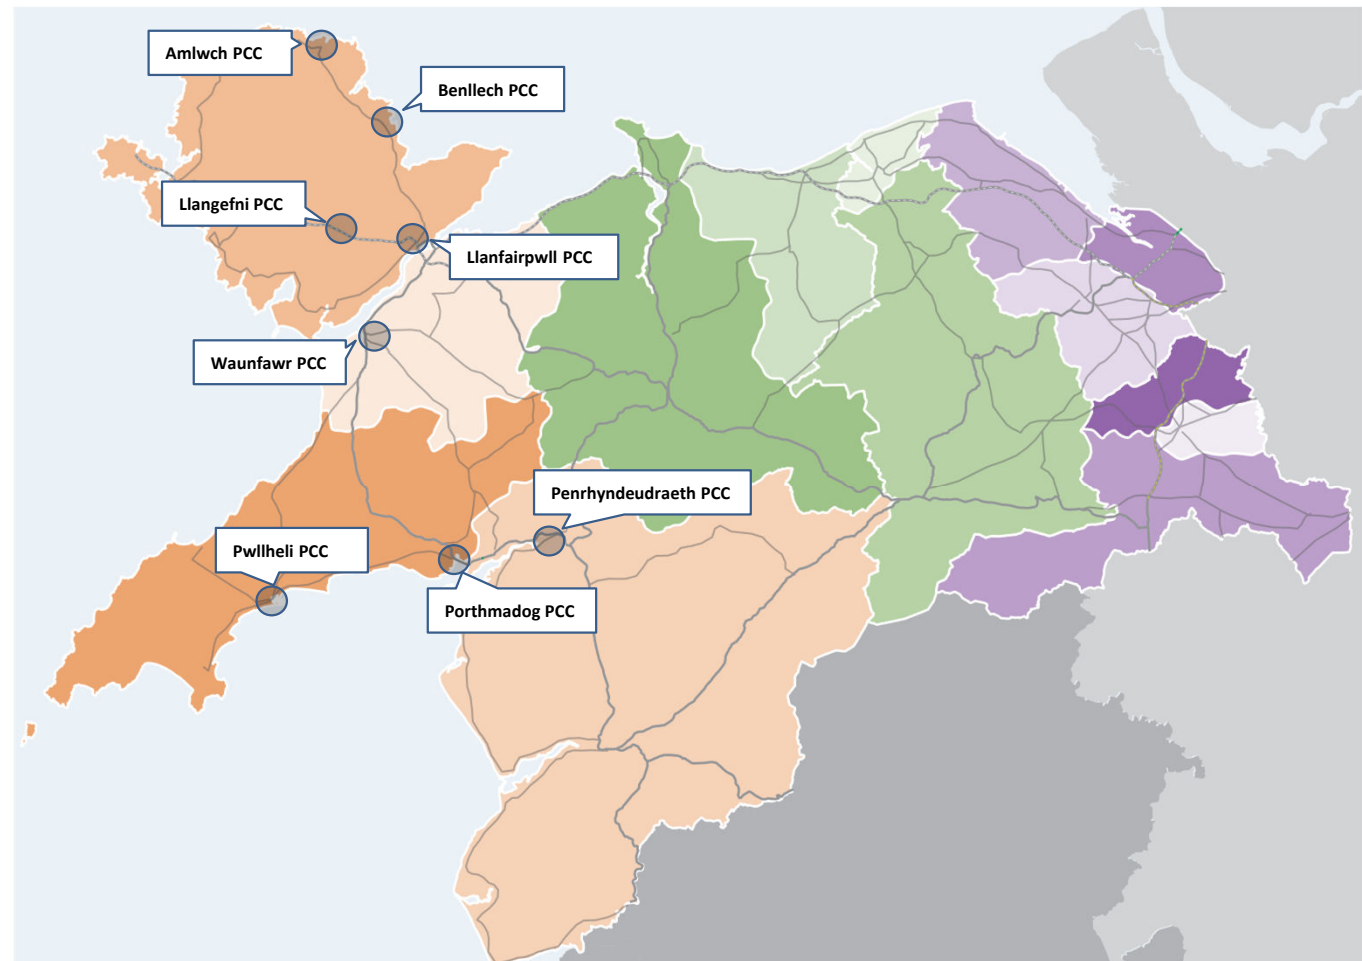 Amlwch PCC
Benllech PCC
Llangefni PCC
Llanfairpwll PCC
Waunfawr PCC
Penrhyndeudraeth PCC
Pwllheli PCC
Porthmadog PCC